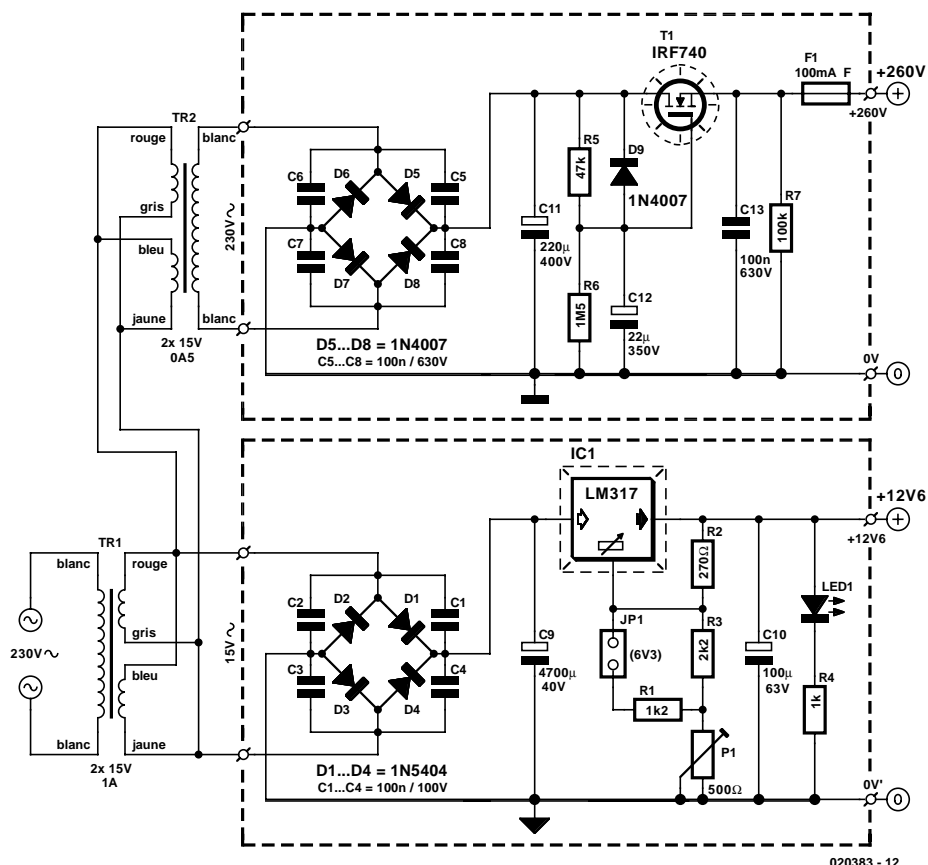 T1
IRF740
F1
100mA F
+260V
+260V
TR2
rouge
blanc
gris
bleu
jaune
blanc
2x 15V
0A5
230V~
C6
D6
D5
C5
C7
D7
D8
C8
D5...D8 = 1N4007
C5...C8 = 100n / 630V
C11
220µ
400V
R5
47k
D9
1N4007
R6
1M5
C12
22µ
350V
C13
100n
630V
R7
100k
0V
0
IC1
LM317
+12V6
+12V6
TR1
blanc
rouge
gris
230V~
bleu
blanc
jaune
2x 15V
1A
15V~
C2
D2
D1
C1
C3
D3
D4
C4
D1...D4 = 1N5404
C1...C4 = 100n / 100V
C9
4700µ
40V
R2
270Ω
JP1
(6V3)
R3
2k2
R1
1k2
P1
500Ω
C10
100µ
63V
LED1
R4
1k
0V'
0
020383 - 12